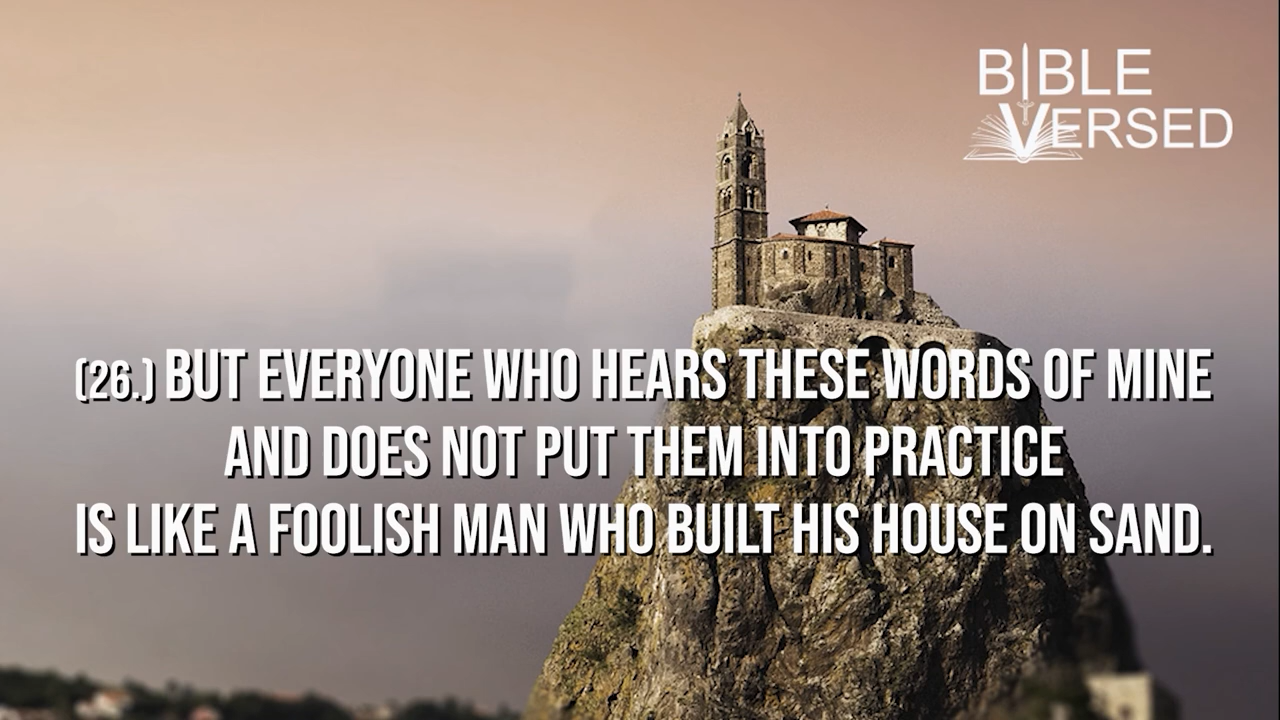 BIBLE
VERSED
(26.) BUT EVERYONE WHO HEARS THESE WORDS OF MINE
AND DOES NOT PUT THEM INTO PRACTICE
IS LIKE A FOOLISH MAN WHO BUILT HIS HOUSE ON SAND.